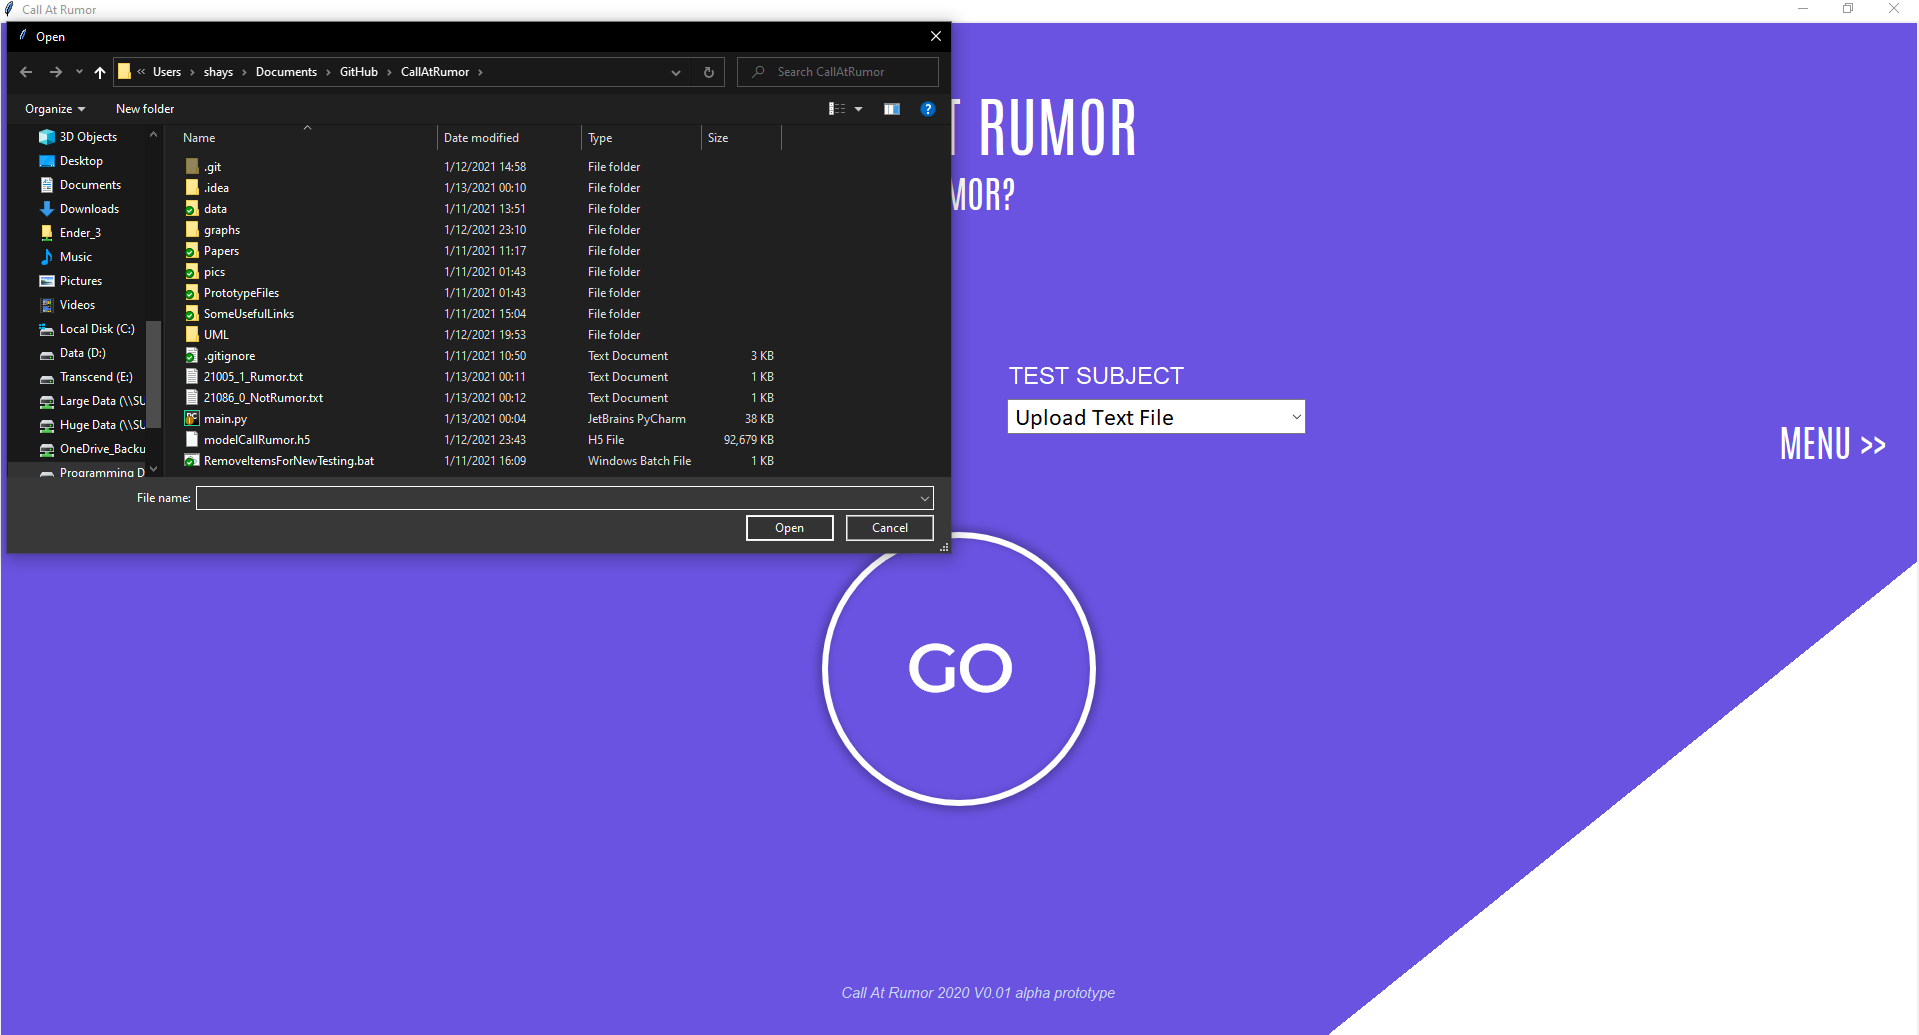 Call At Rumor
Open
« Users › shays › Documents › GitHub › CallAtRumor ›
Search CallAtRumor
Organize
New folder
?
3D Objects
Desktop
Documents
Downloads
Ender_3
Music
Pictures
Videos
Local Disk (C:)
Data (D:)
Transcend (E:)
Large Data (\\SU
Huge Data (\\SU
OneDrive_Backu
Programming D
Name Date modified Type Size
.git 1/12/2021 14:58 File folder
.idea 1/13/2021 00:10 File folder
data 1/11/2021 13:51 File folder
graphs 1/12/2021 23:10 File folder
Papers 1/11/2021 11:17 File folder
pics 1/11/2021 01:43 File folder
PrototypeFiles 1/11/2021 01:43 File folder
SomeUsefulLinks 1/11/2021 15:04 File folder
UML 1/12/2021 19:53 File folder
.gitignore 1/11/2021 10:50 Text Document 3 KB
21005_1_Rumor.txt 1/13/2021 00:11 Text Document 1 KB
21086_0_NotRumor.txt 1/13/2021 00:12 Text Document 1 KB
main.py 1/13/2021 00:04 JetBrains PyCharm 38 KB
modelCallRumor.h5 1/12/2021 23:43 H5 File 92,679 KB
RemoveItemsForNewTesting.bat 1/11/2021 16:09 Windows Batch File 1 KB
File name:
Open
Cancel
T RUMOR
MOR?
TEST SUBJECT
Upload Text File
MENU >>
GO
Call At Rumor 2020 V0.01 alpha prototype